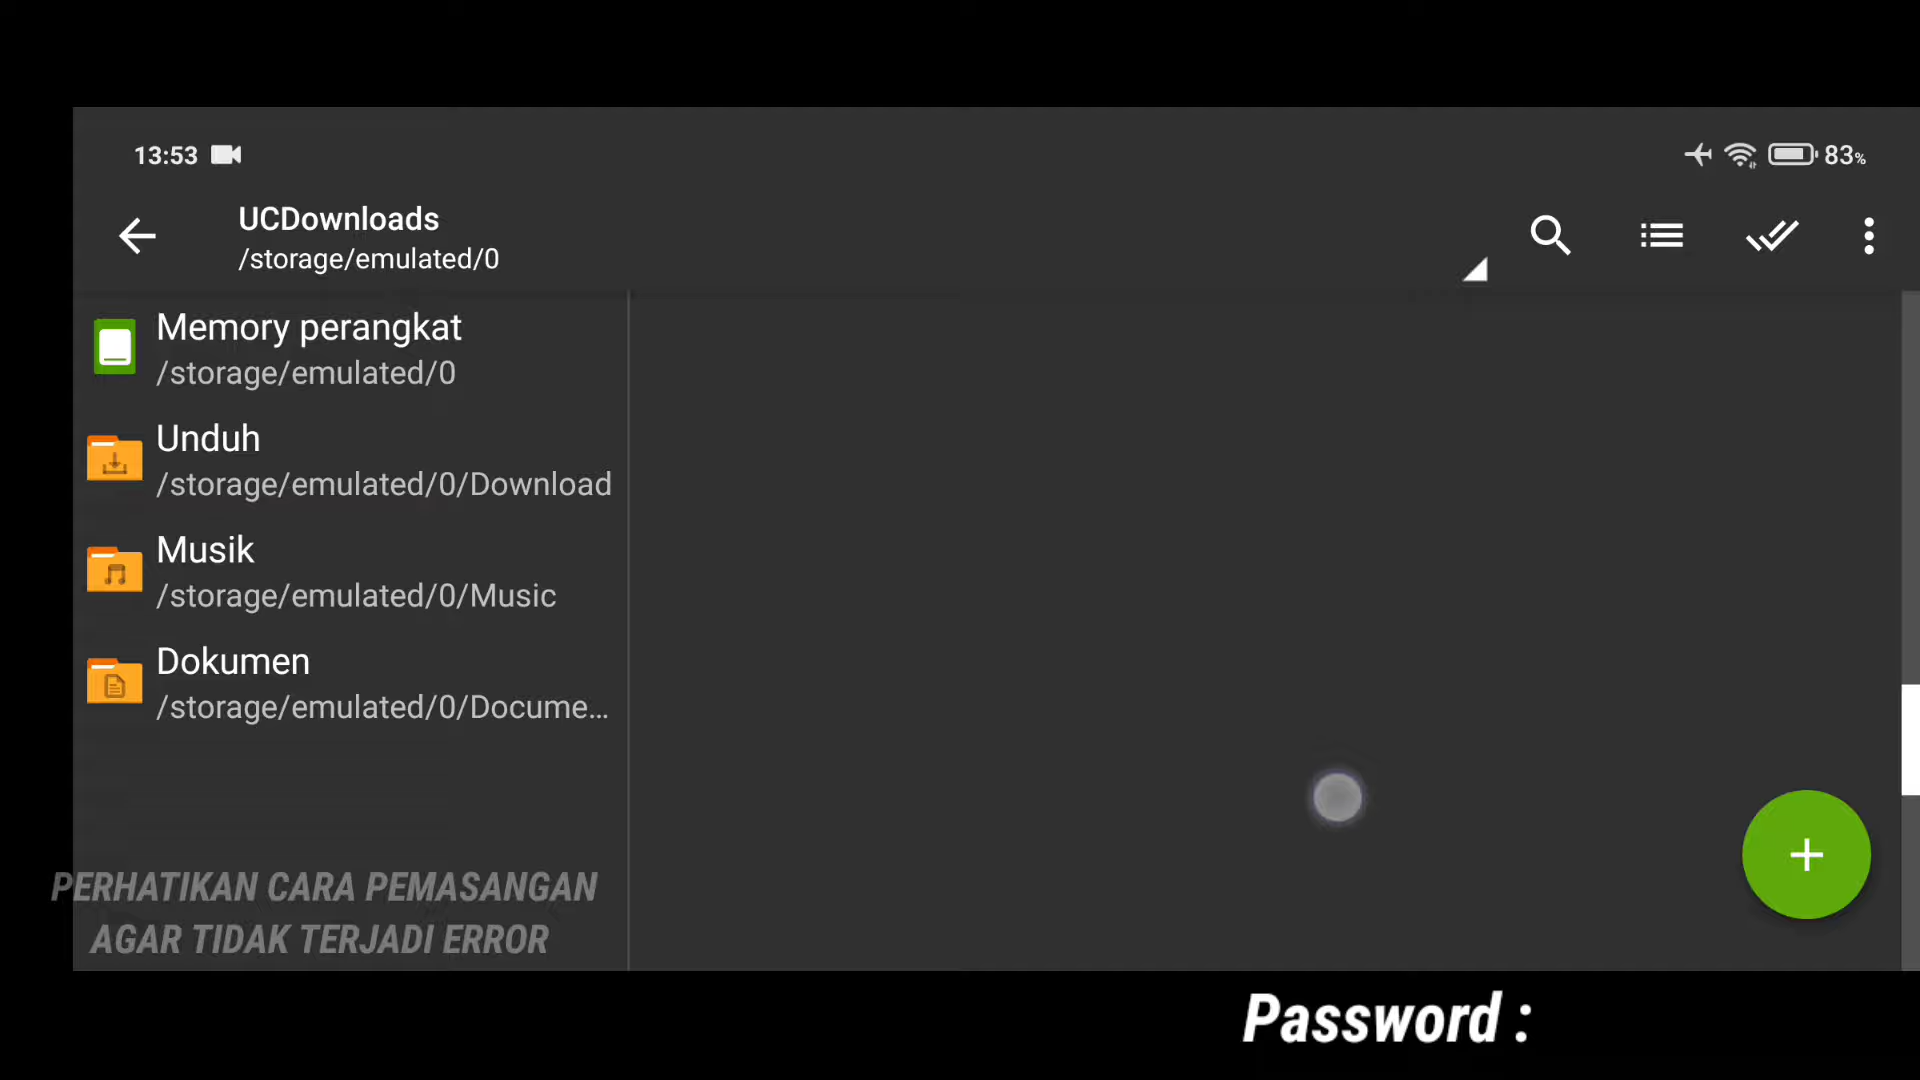 13:53
83%
UCDownloads
/storage/emulated/0
Memory perangkat
/storage/emulated/0
Unduh
/storage/emulated/0/Download
Musik
/storage/emulated/0/Music
Dokumen
/storage/emulated/0/Docume...
PERHATIKAN CARA PEMASANGAN
AGAR TIDAK TERJADI ERROR
Password :